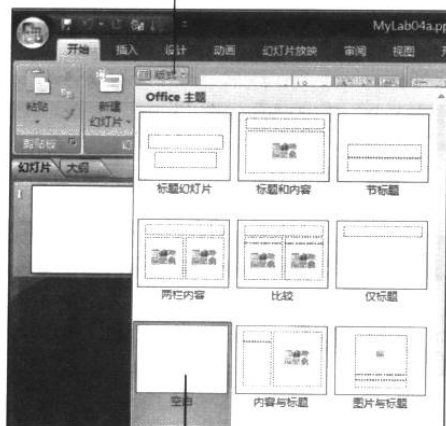 MyLab04a.pp
开始 插入 设计 动画 幻灯片放映 审阅 视图
版式
粘贴
新建
幻灯片
剪贴板
幻灯片 大纲
Office 主题
标题幻灯片 标题和内容 节标题
两栏内容 比较 仅标题
空白 内容与标题 图片与标题